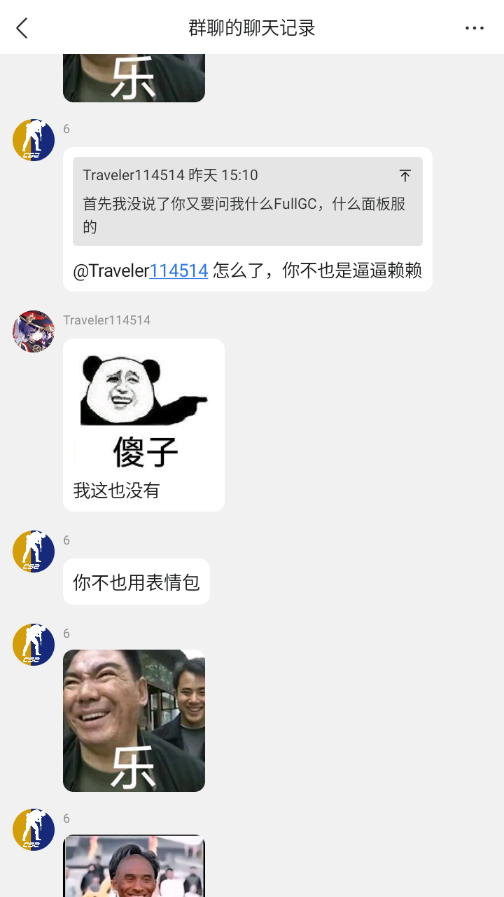 群聊的聊天记录
乐
6
Traveler114514 昨天 15:10
首先我没说了你又要问我什么FullGC，什么面板服
的
@Traveler114514 怎么了，你不也是逼逼赖赖
Traveler114514
傻子
我这也没有
6
你不也用表情包
6
乐
6